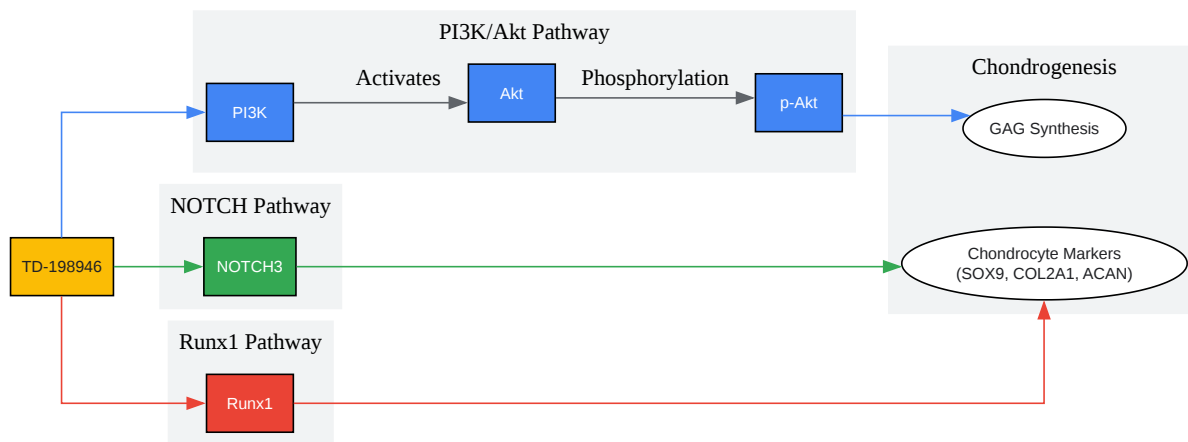 PI3K/Akt Pathway
Activates
Phosphorylation
PI3K
Akt
p-Akt
Chondrogenesis
GAG Synthesis
NOTCH Pathway
TD-198946
NOTCH3
Chondrocyte Markers
(SOX9, COL2A1, ACAN)
Runx1 Pathway
Runx1